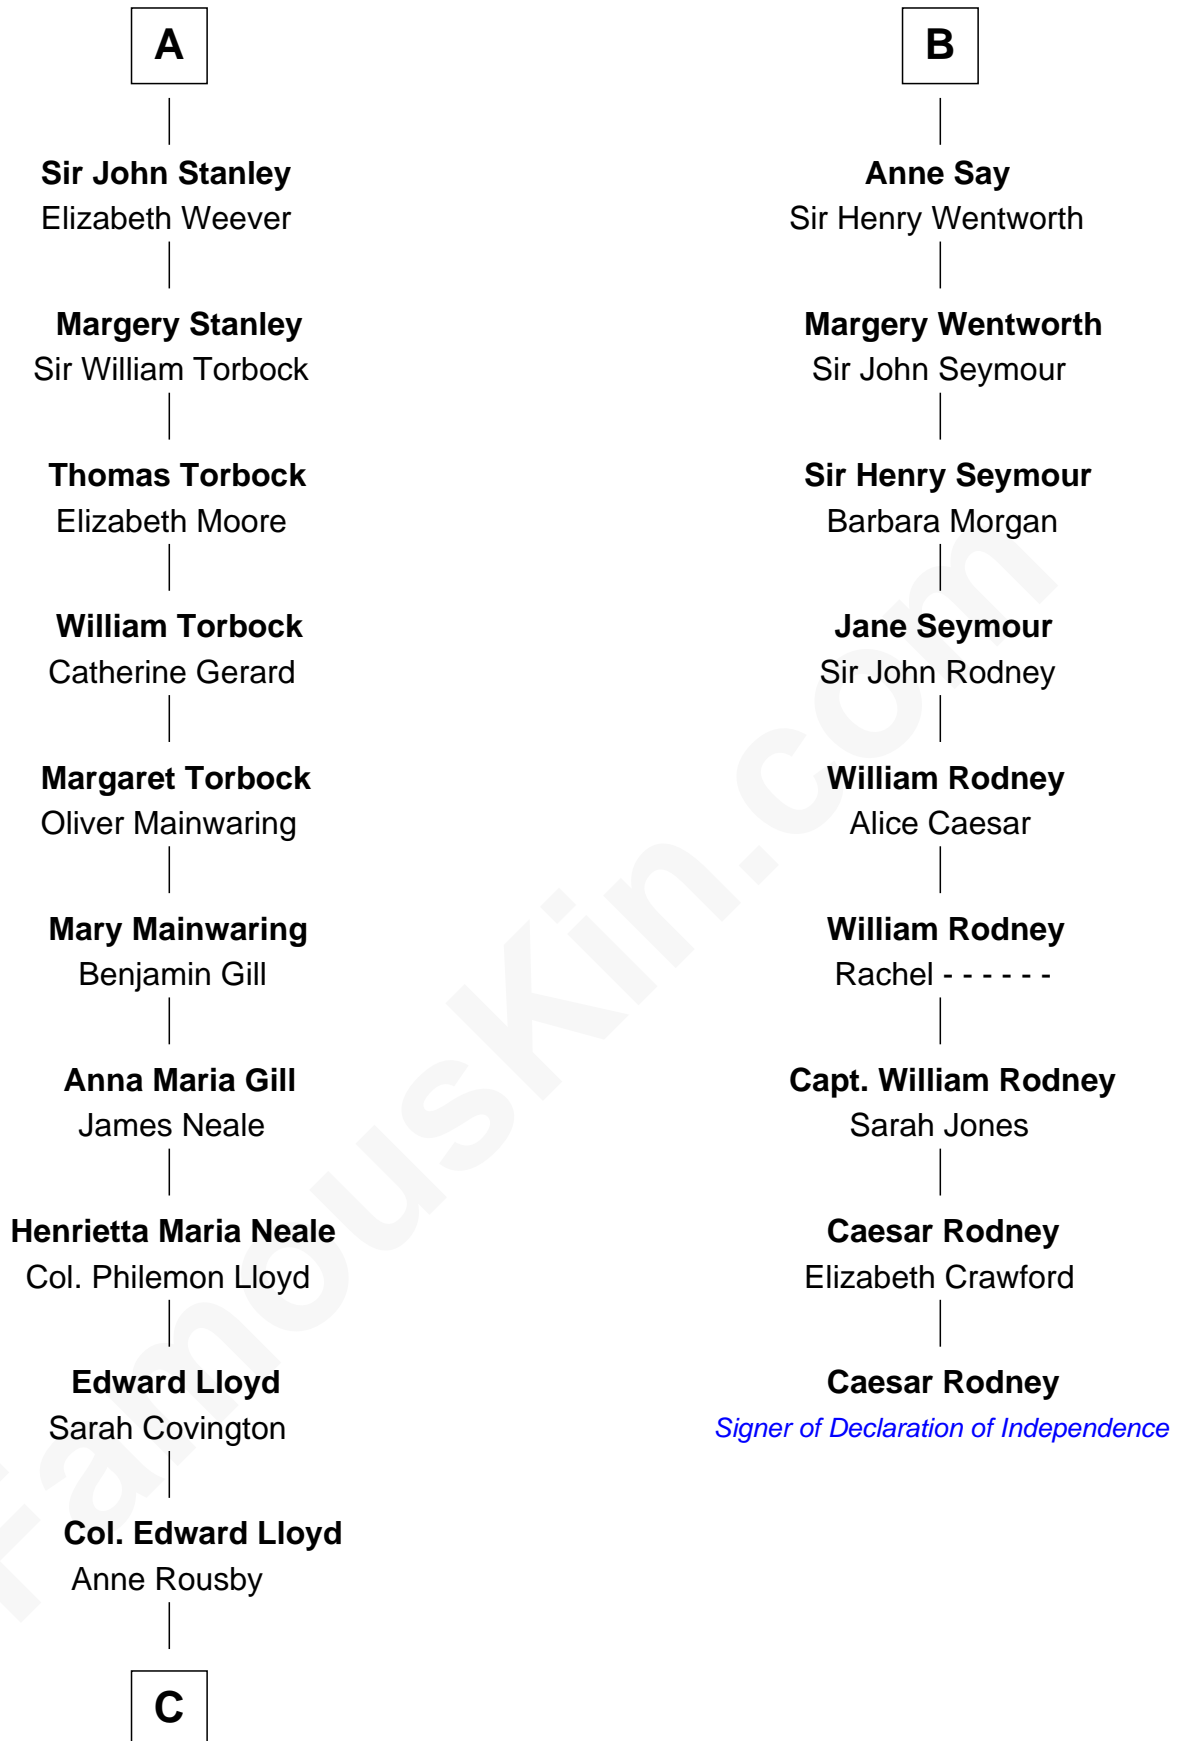 A
Sir John Stanley
Elizabeth Weever
Margery Stanley
Sir William Torbock
Thomas Torbock
Elizabeth Moore
William Torbock
Catherine Gerard
Margaret Torbock
Oliver Mainwaring
Mary Mainwaring
Benjamin Gill
Anna Maria Gill
James Neale
Henrietta Maria Neale
Col. Philemon Lloyd
Edward Lloyd
Sarah Covington
Col. Edward Lloyd
Anne Rousby
C
B
Anne Say
Sir Henry Wentworth
Margery Wentworth
Sir John Seymour
Sir Henry Seymour
Barbara Morgan
Jane Seymour
Sir John Rodney
William Rodney
Alice Caesar
William Rodney
Rachel - - - - - -
Capt. William Rodney
Sarah Jones
Caesar Rodney
Elizabeth Crawford
Caesar Rodney
Signer of Declaration of Independence
FamousKin.com